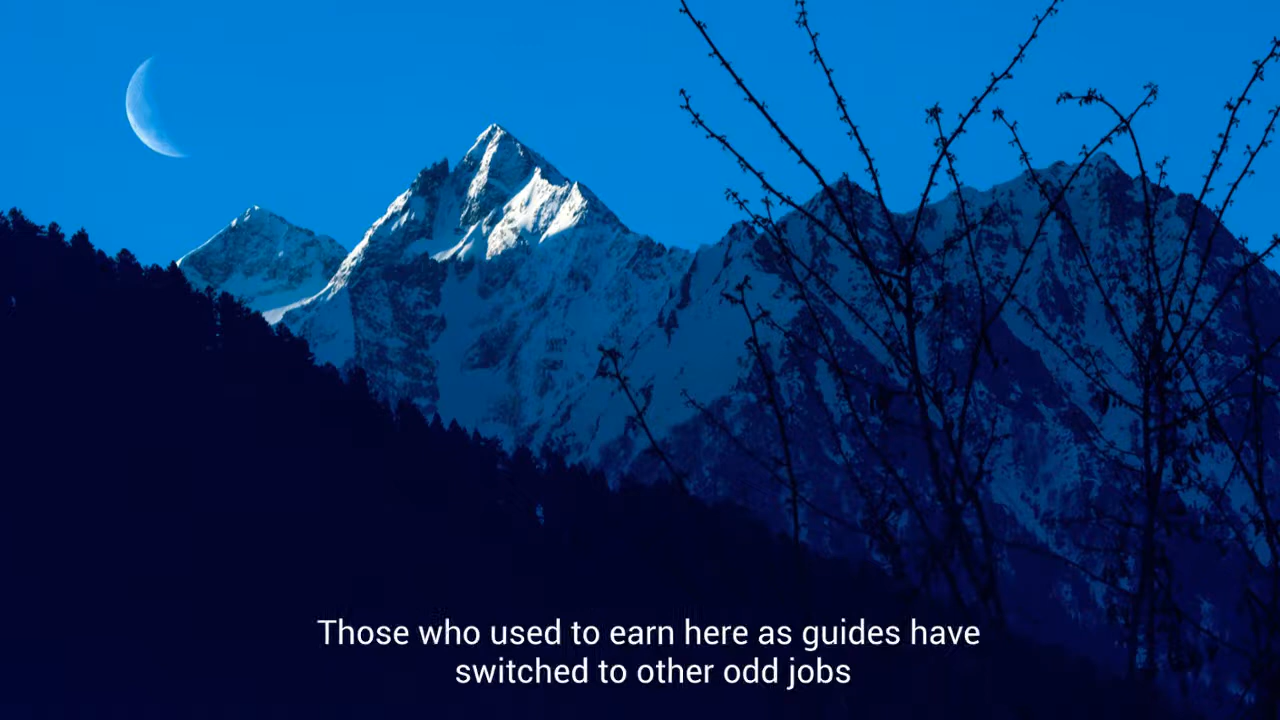 Those who used to earn here as guides have
switched to other odd jobs